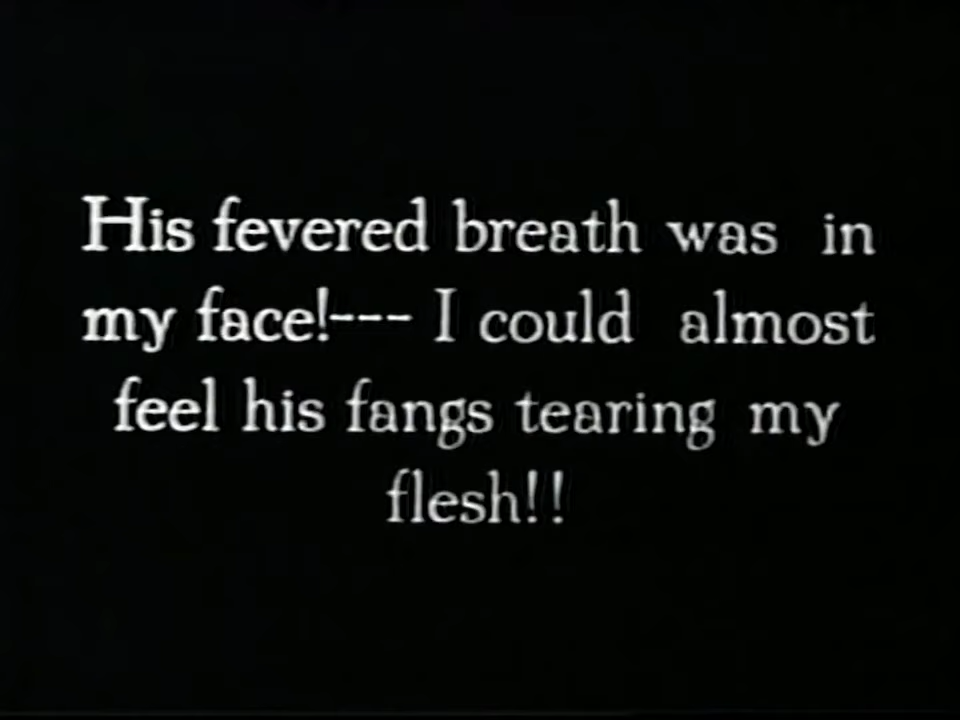 His fevered breath was in
my face!--- I could almost
feel his fangs tearing my
flesh!!